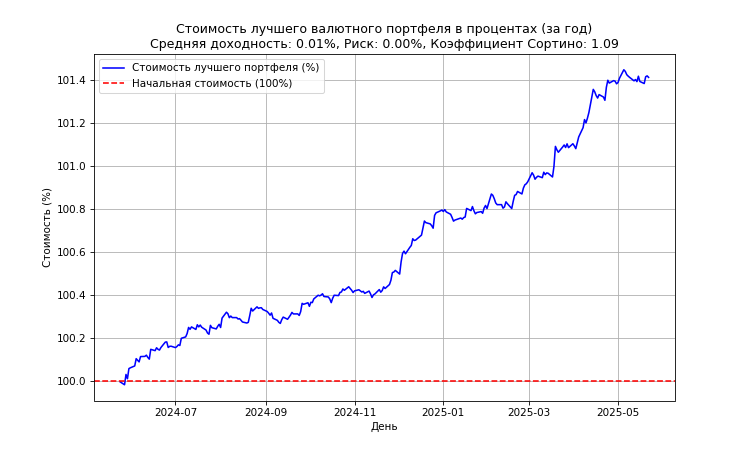 Стоимость лучшего валютного портфеля в процентах (за год)
Средняя доходность: 0.01%, Риск: 0.00%, Коэффициент Сортино: 1.09
Стоимость лучшего портфеля (%)
Начальная стоимость (100%)
Стоимость (%)
101.4
101.2
101.0
100.8
100.6
100.4
100.2
100.0
2024-07
2024-09
2024-11
2025-01
2025-03
2025-05
День